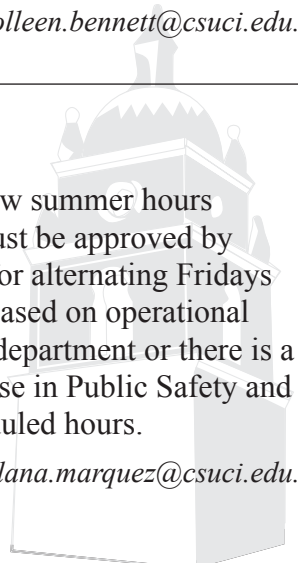 olleen.bennett@csuci.edu.
w summer hours
ust be approved by
or alternating Fridays
ased on operational
department or there is a
se in Public Safety and
uled hours.
lana.marquez@csuci.edu.